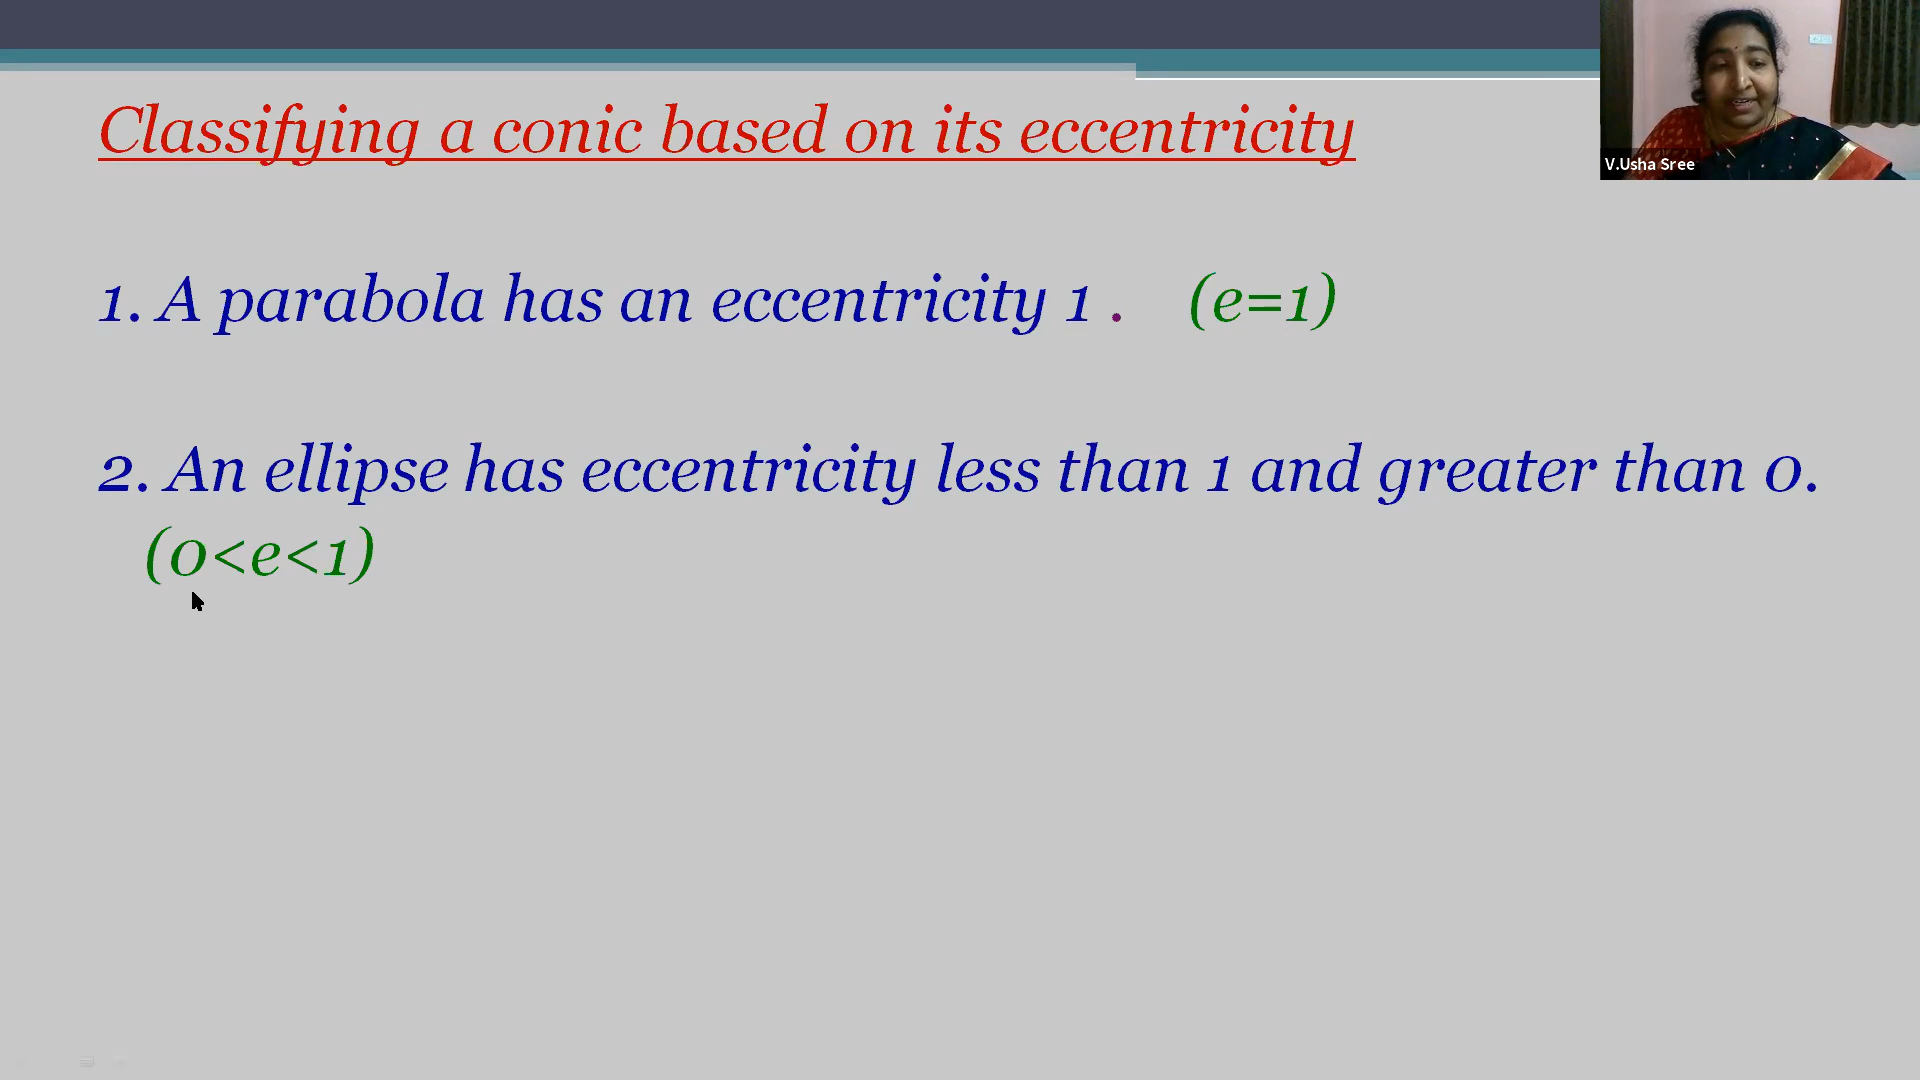 Classifying a conic based on its eccentricity
V.Usha Sree
1. A parabola has an eccentricity 1 . (e=1)
2. An ellipse has eccentricity less than 1 and greater than 0.
(0<e<1)